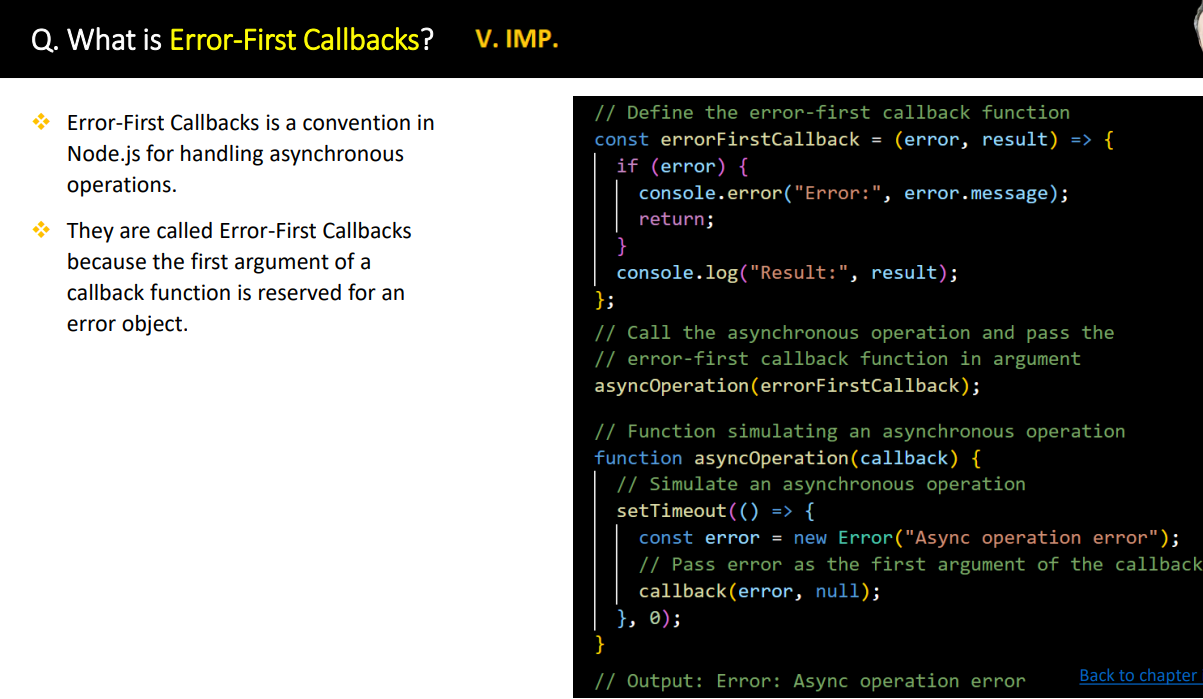 Q. What is Error-First Callbacks? V. IMP.
Error-First Callbacks is a convention in
Node.js for handling asynchronous
operations.
They are called Error-First Callbacks
because the first argument of a
callback function is reserved for an
error object.
// Define the error-first callback function
const errorFirstCallback = (error, result) => {
if (error) {
console.error("Error:", error.message);
return;
}
console.log("Result:", result);
};
// Call the asynchronous operation and pass the
// error-first callback function in argument
asyncOperation(errorFirstCallback);
// Function simulating an asynchronous operation
function asyncOperation(callback) {
// Simulate an asynchronous operation
setTimeout(() => {
const error = new Error("Async operation error");
// Pass error as the first argument of the callback
callback(error, null);
}, 0);
}
// Output: Error: Async operation error
Back to chapter